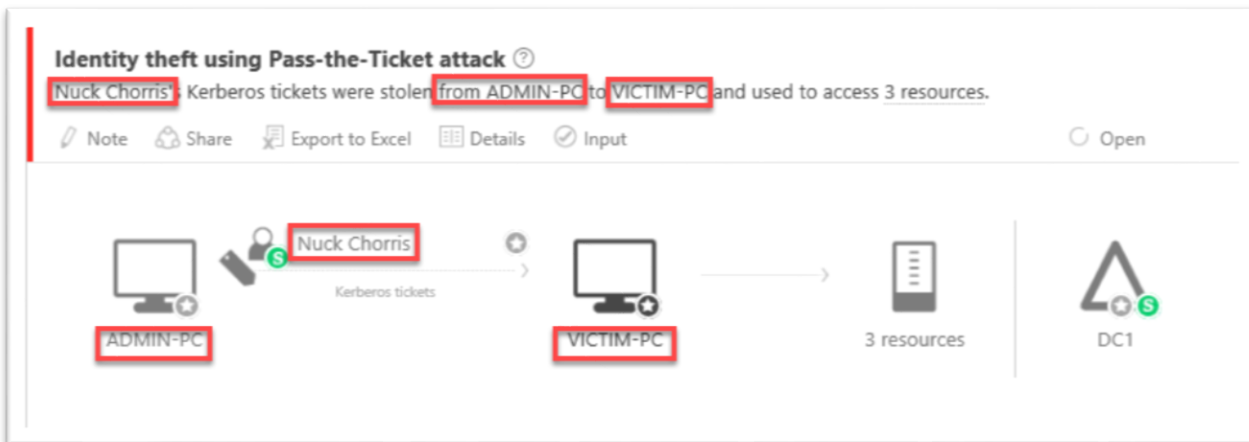 Identity theft using Pass-the-Ticket attack ?
Nuck Chorris's Kerberos tickets were stolen from ADMIN-PC to VICTIM-PC and used to access 3 resources.
Note Share Export to Excel Details Input Open
Nuck Chorris
S
Kerberos tickets
S
ADMIN-PC VICTIM-PC 3 resources DC1